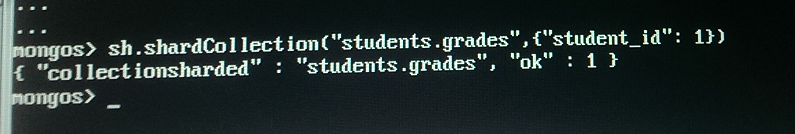 ...
...
mongos> sh.shardCollection("students.grades",{"student_id": 1})
{ "collectionsharded" : "students.grades", "ok" : 1 }
mongos> _